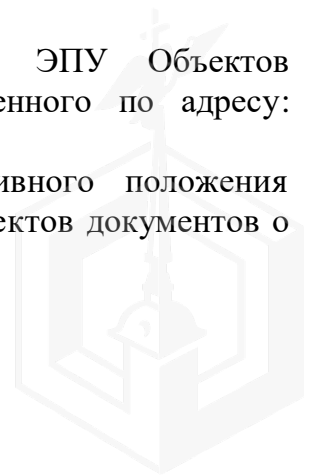 ЭПУ Объектов
енного по адресу:
ивного положения
ектов документов о